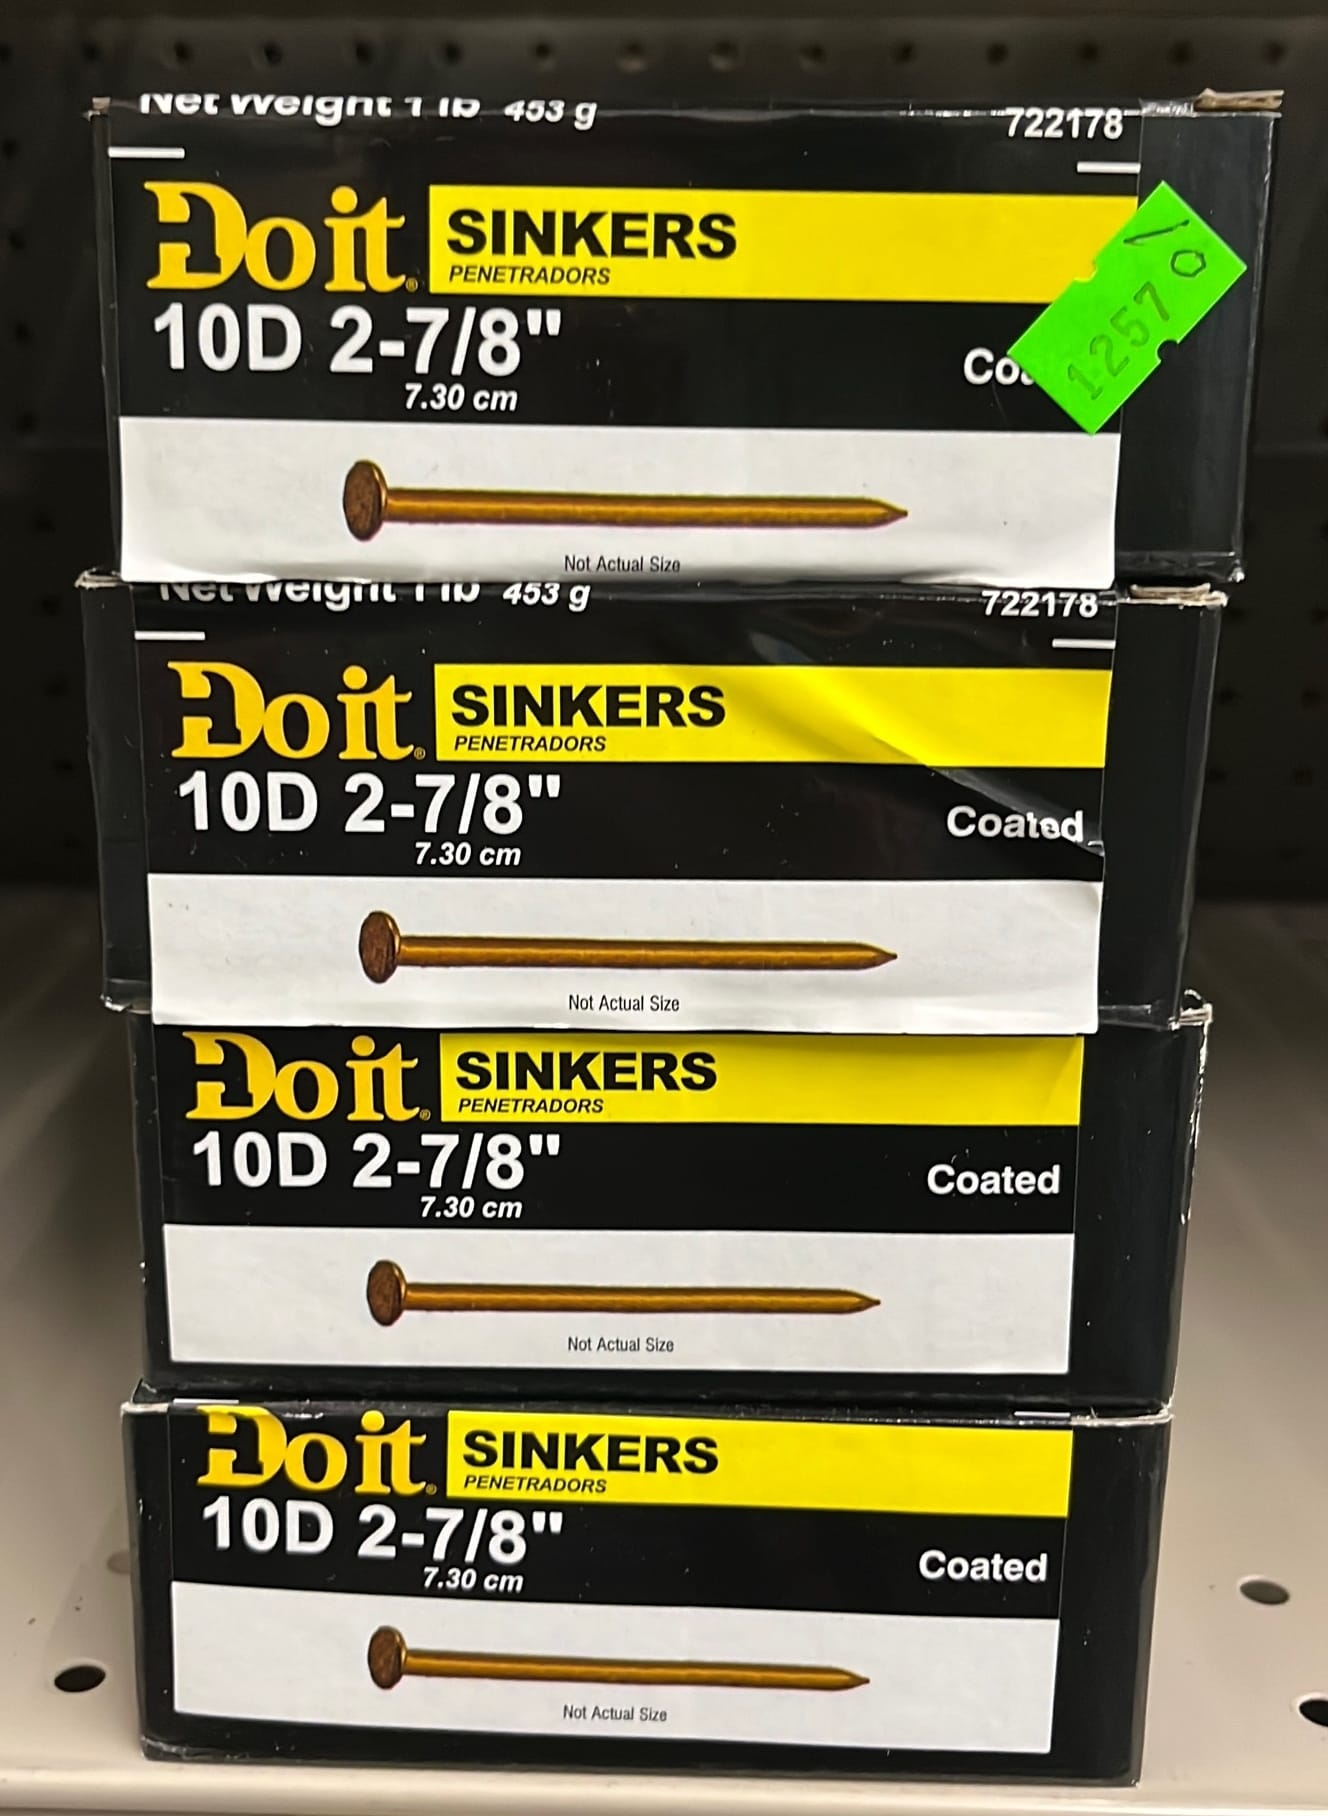 Net Weight 1 lb 453 g
722178
Do it® SINKERS
PENETRADORS
10D 2-7/8"
7.30 cm
10
1257
Not Actual Size
Net Weight 1 lb 453 g
722178
Do it® SINKERS
PENETRADORS
10D 2-7/8"
7.30 cm
Coated
Not Actual Size
Do it® SINKERS
PENETRADORS
10D 2-7/8"
7.30 cm
Coated
Not Actual Size
Do it® SINKERS
PENETRADORS
10D 2-7/8"
7.30 cm
Coated
Not Actual Size